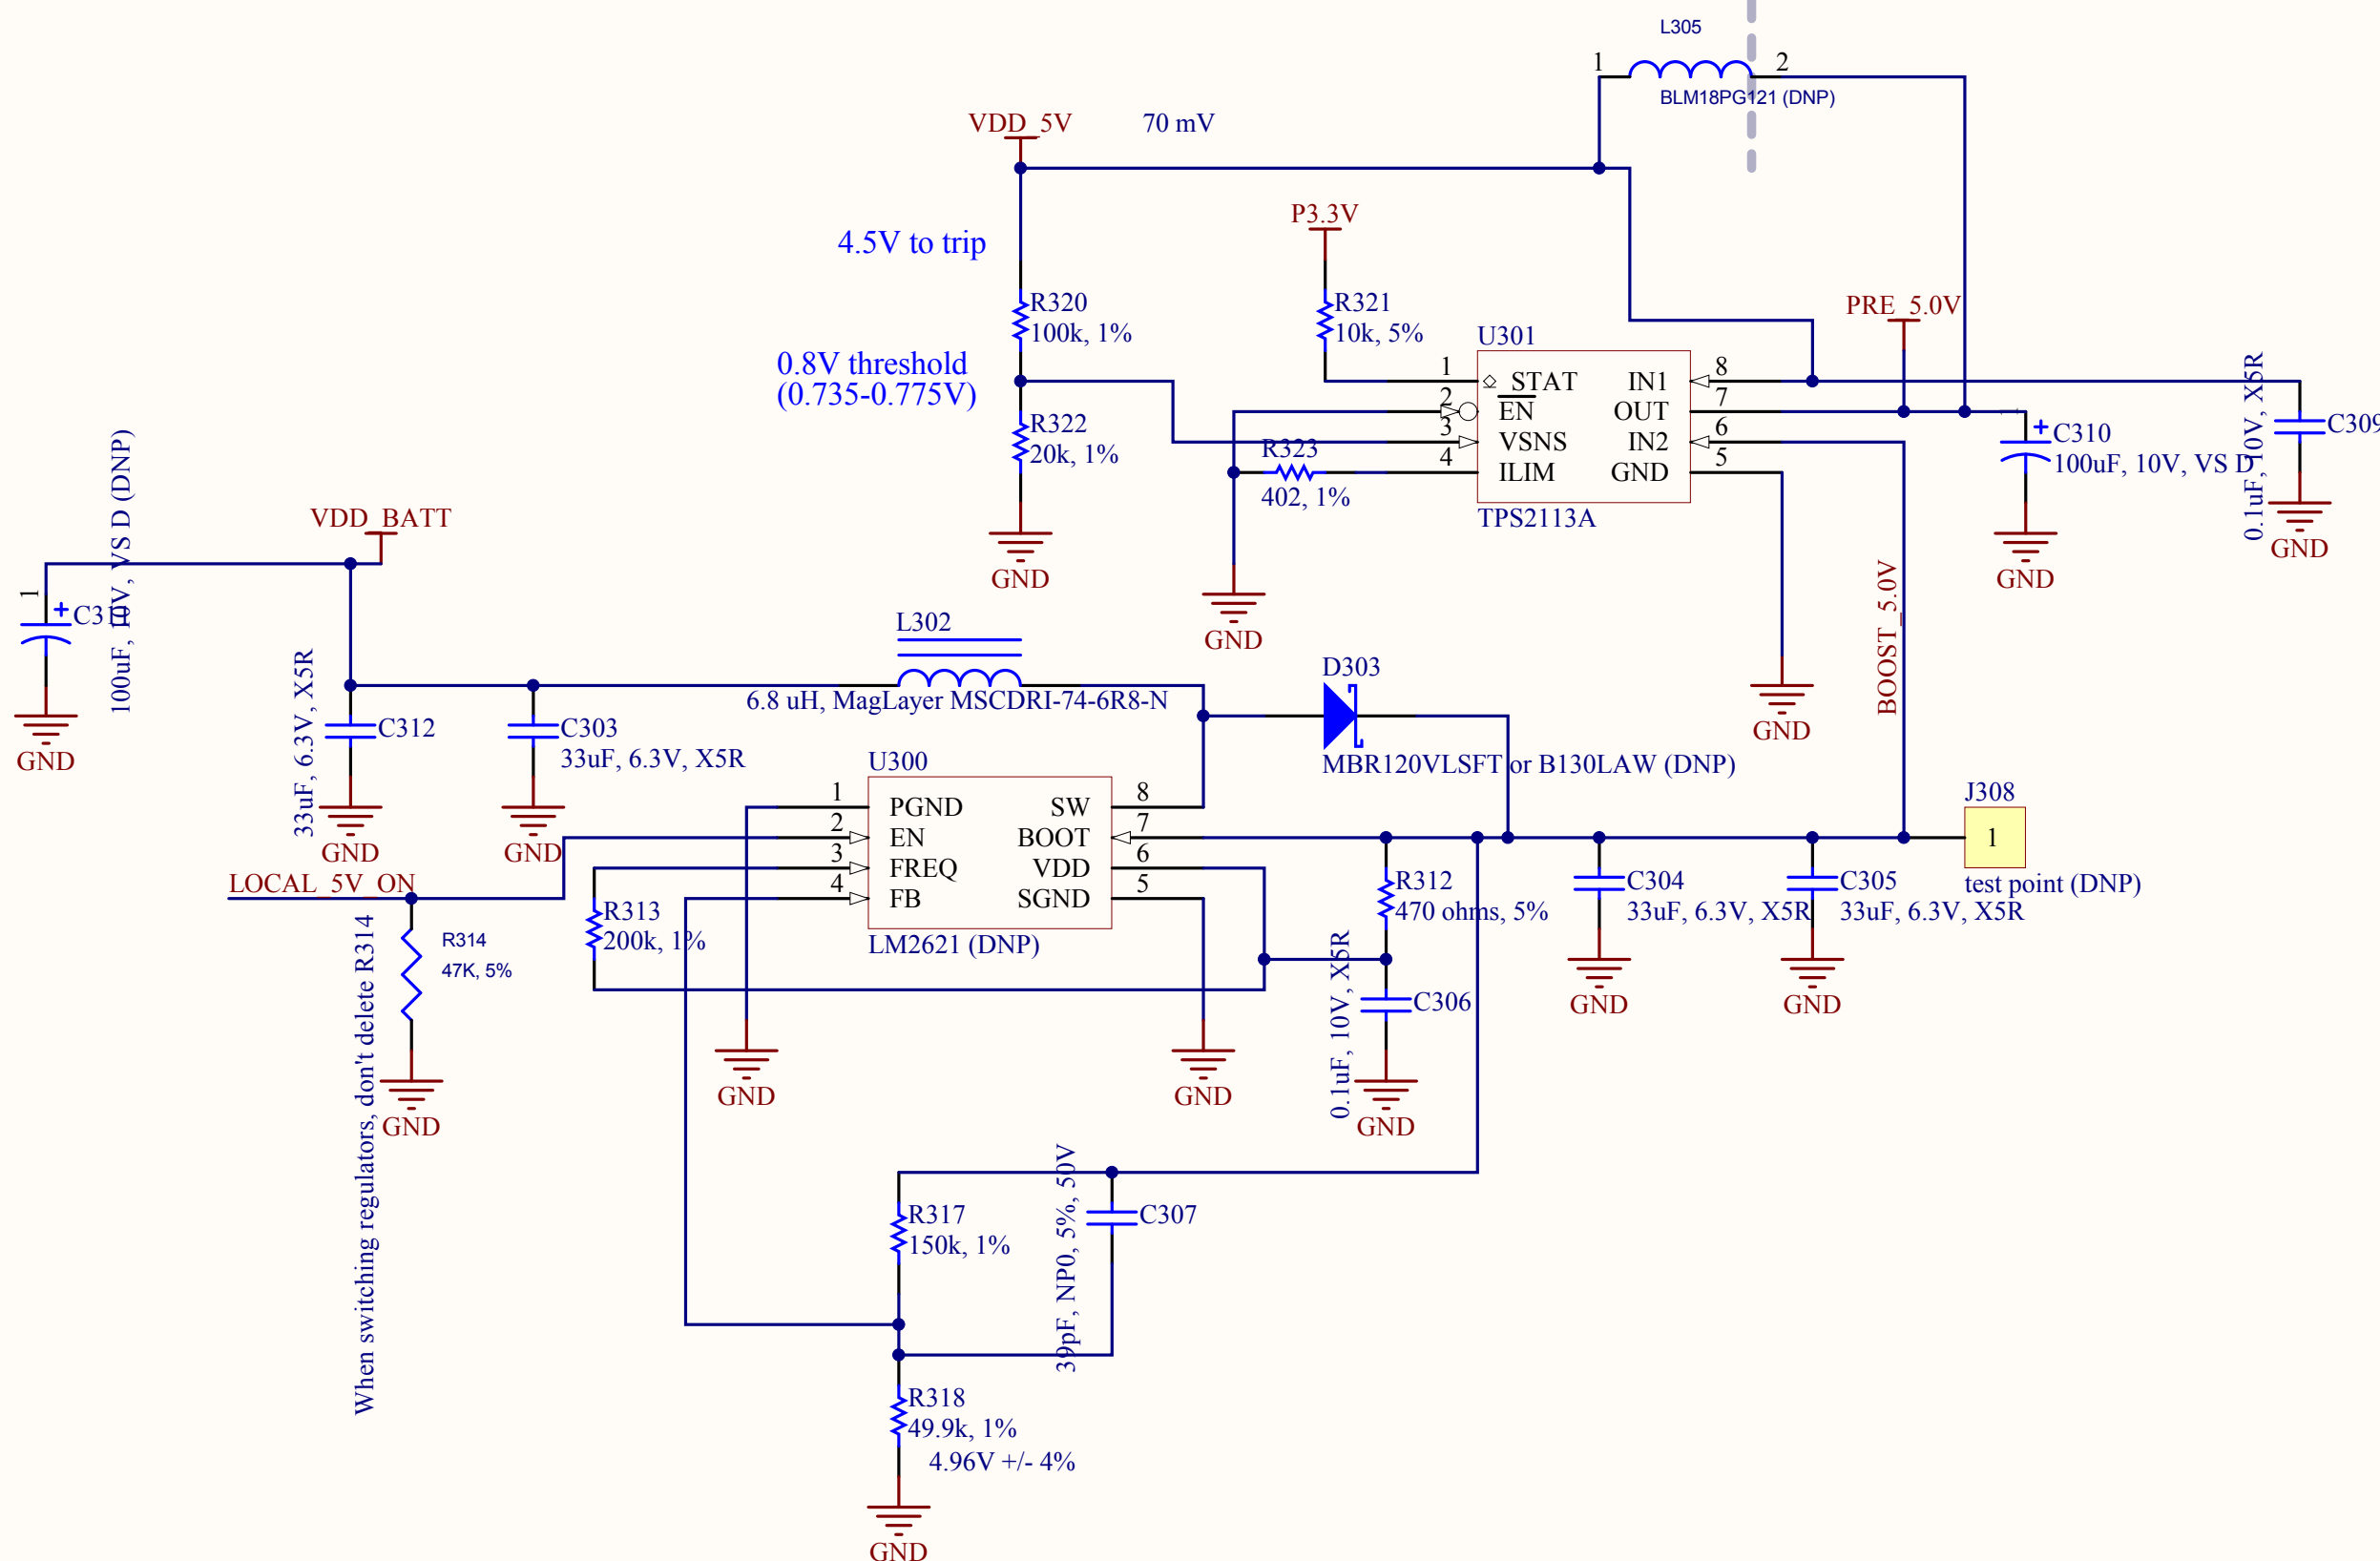 L305
1
2
BLM18PG121 (DNP)
VDD_5V
70 mV
P3.3V
4.5V to trip
R320
100k, 1%
R321
10k, 5%
PRE_5.0V
0.8V threshold
(0.735-0.775V)
U301
1
2
3
4
STAT
EN
VSNS
ILIM
IN1
OUT
IN2
GND
8
7
6
5
TPS2113A
R322
20k, 1%
R323
402, 1%
C310
100uF, 10V, VS D
C309
0.1uF, 10V, X5R
GND
GND
GND
GND
GND
BOOST_5.0V
VDD_BATT
1
C311
100uF, 10V, VS D (DNP)
GND
33uF, 6.3V, X5R
C312
GND
C303
33uF, 6.3V, X5R
GND
L302
6.8 uH, MagLayer MSCDRI-74-6R8-N
D303
MBR120VLSFT or B130LAW (DNP)
U300
1
2
3
4
PGND
EN
FREQ
FB
SW
BOOT
VDD
SGND
8
7
6
5
LM2621 (DNP)
J308
1
test point (DNP)
LOCAL_5V_ON
R314
47K, 5%
GND
When switching regulators, don't delete R314
R313
200k, 1%
R312
470 ohms, 5%
C304
33uF, 6.3V, X5R
GND
C305
33uF, 6.3V, X5R
GND
GND
GND
0.1uF, 10V, X5R
C306
GND
R317
150k, 1%
39pF, NP0, 5%, 50V
C307
R318
49.9k, 1%
4.96V +/- 4%
GND